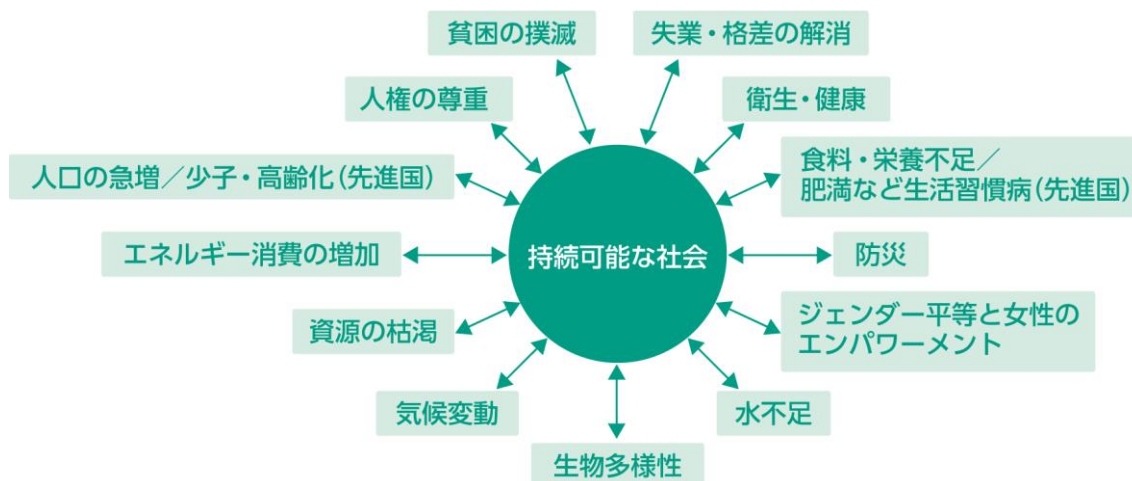 貧困の撲滅
失業・格差の解消
人権の尊重
衛生・健康
人口の急増／少子・高齢化(先進国)
食料・栄養不足／
肥満など生活習慣病(先進国)
エネルギー消費の増加
持続可能な社会
防災
資源の枯渇
ジェンダー平等と女性の
エンパワーメント
気候変動
水不足
生物多様性